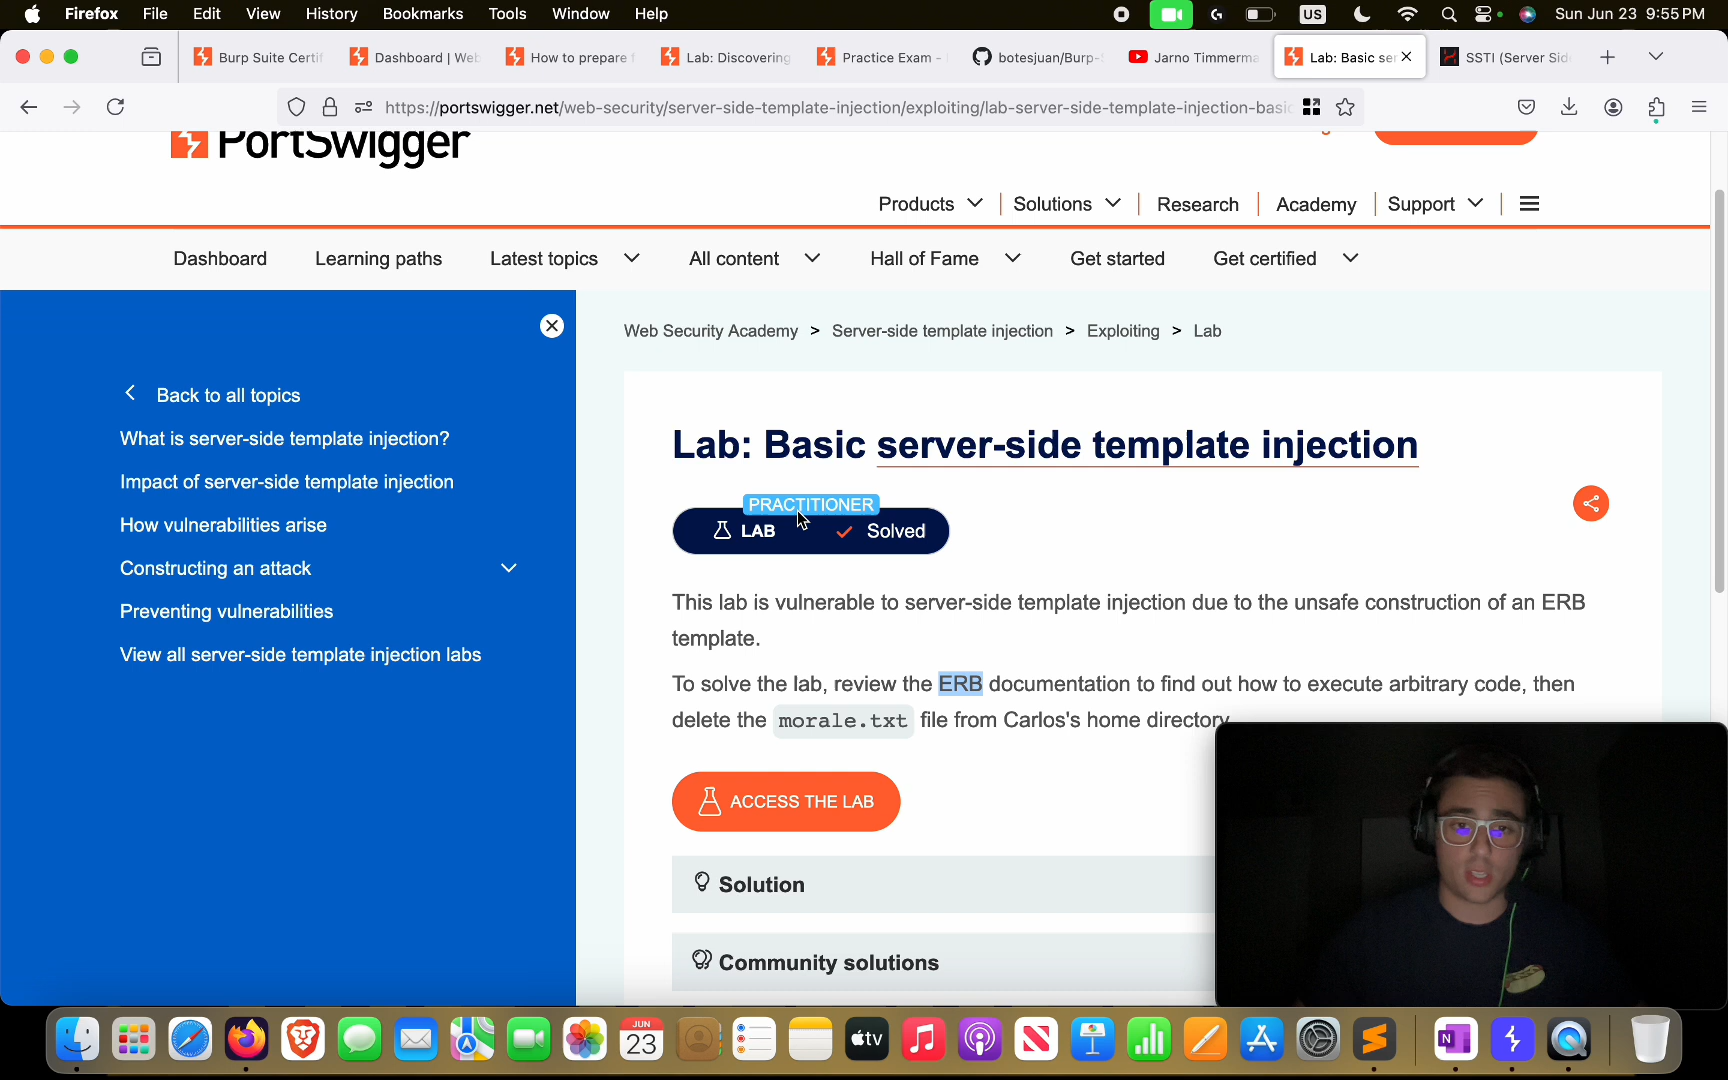 Firefox File Edit View History Bookmarks Tools Window Help
US
Sun Jun 23 9:55 PM
Burp Suite Certif
Dashboard | Web
How to prepare f
Lab: Discovering
Practice Exam -
botesjuan/Burp-
Jarno Timmerma
Lab: Basic ser
SSTI (Server Sid
https://portswigger.net/web-security/server-side-template-injection/exploiting/lab-server-side-template-injection-basic
PortSwigger
Products
Solutions
Research
Academy
Support
Dashboard
Learning paths
Latest topics
All content
Hall of Fame
Get started
Get certified
Back to all topics
What is server-side template injection?
Impact of server-side template injection
How vulnerabilities arise
Constructing an attack
Preventing vulnerabilities
View all server-side template injection labs
Web Security Academy > Server-side template injection > Exploiting > Lab
Lab: Basic server-side template injection
PRACTITIONER
LAB Solved
This lab is vulnerable to server-side template injection due to the unsafe construction of an ERB
template.
To solve the lab, review the ERB documentation to find out how to execute arbitrary code, then
delete the morale.txt file from Carlos's home directory
ACCESS THE LAB
Solution
Community solutions
JUN
23
tv
N